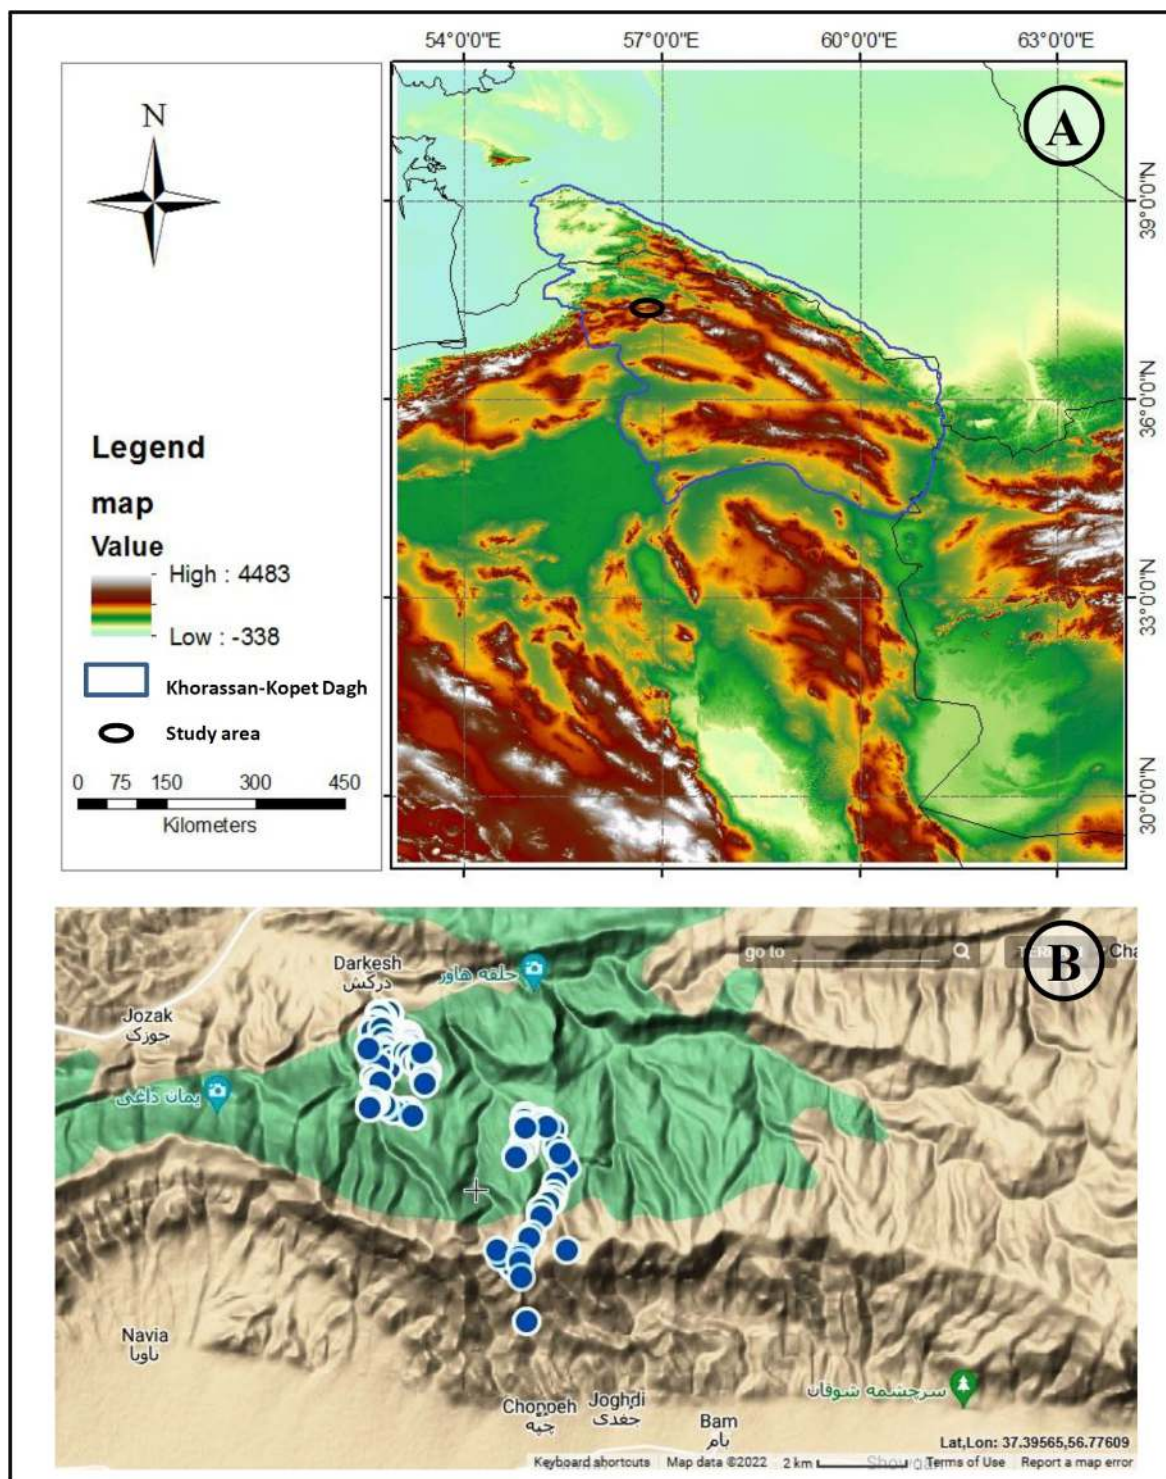 54°0'0"E 57°0'0"E 60°0'0"E 63°0'0"E
A
N
39°0'0"N
36°0'0"N
33°0'0"N
30°0'0"N
Legend
map
Value
High : 4483
Low : -338
Khorassan-Kopet Dagh
Study area
0 75 150 300 450
Kilometers
B
go to
Cha
Darkesh
درکش
حلقه هاور
Jozak
جوزک
یمان داغی
Navia
ناویا
سرچشمه شوقان
Choppeh
چپه
Joghdi
جغدی
Bam
بام
Lat,Lon: 37.39565,56.77609
Keyboard shortcuts Map data ©2022 2 km Terms of Use Report a map error